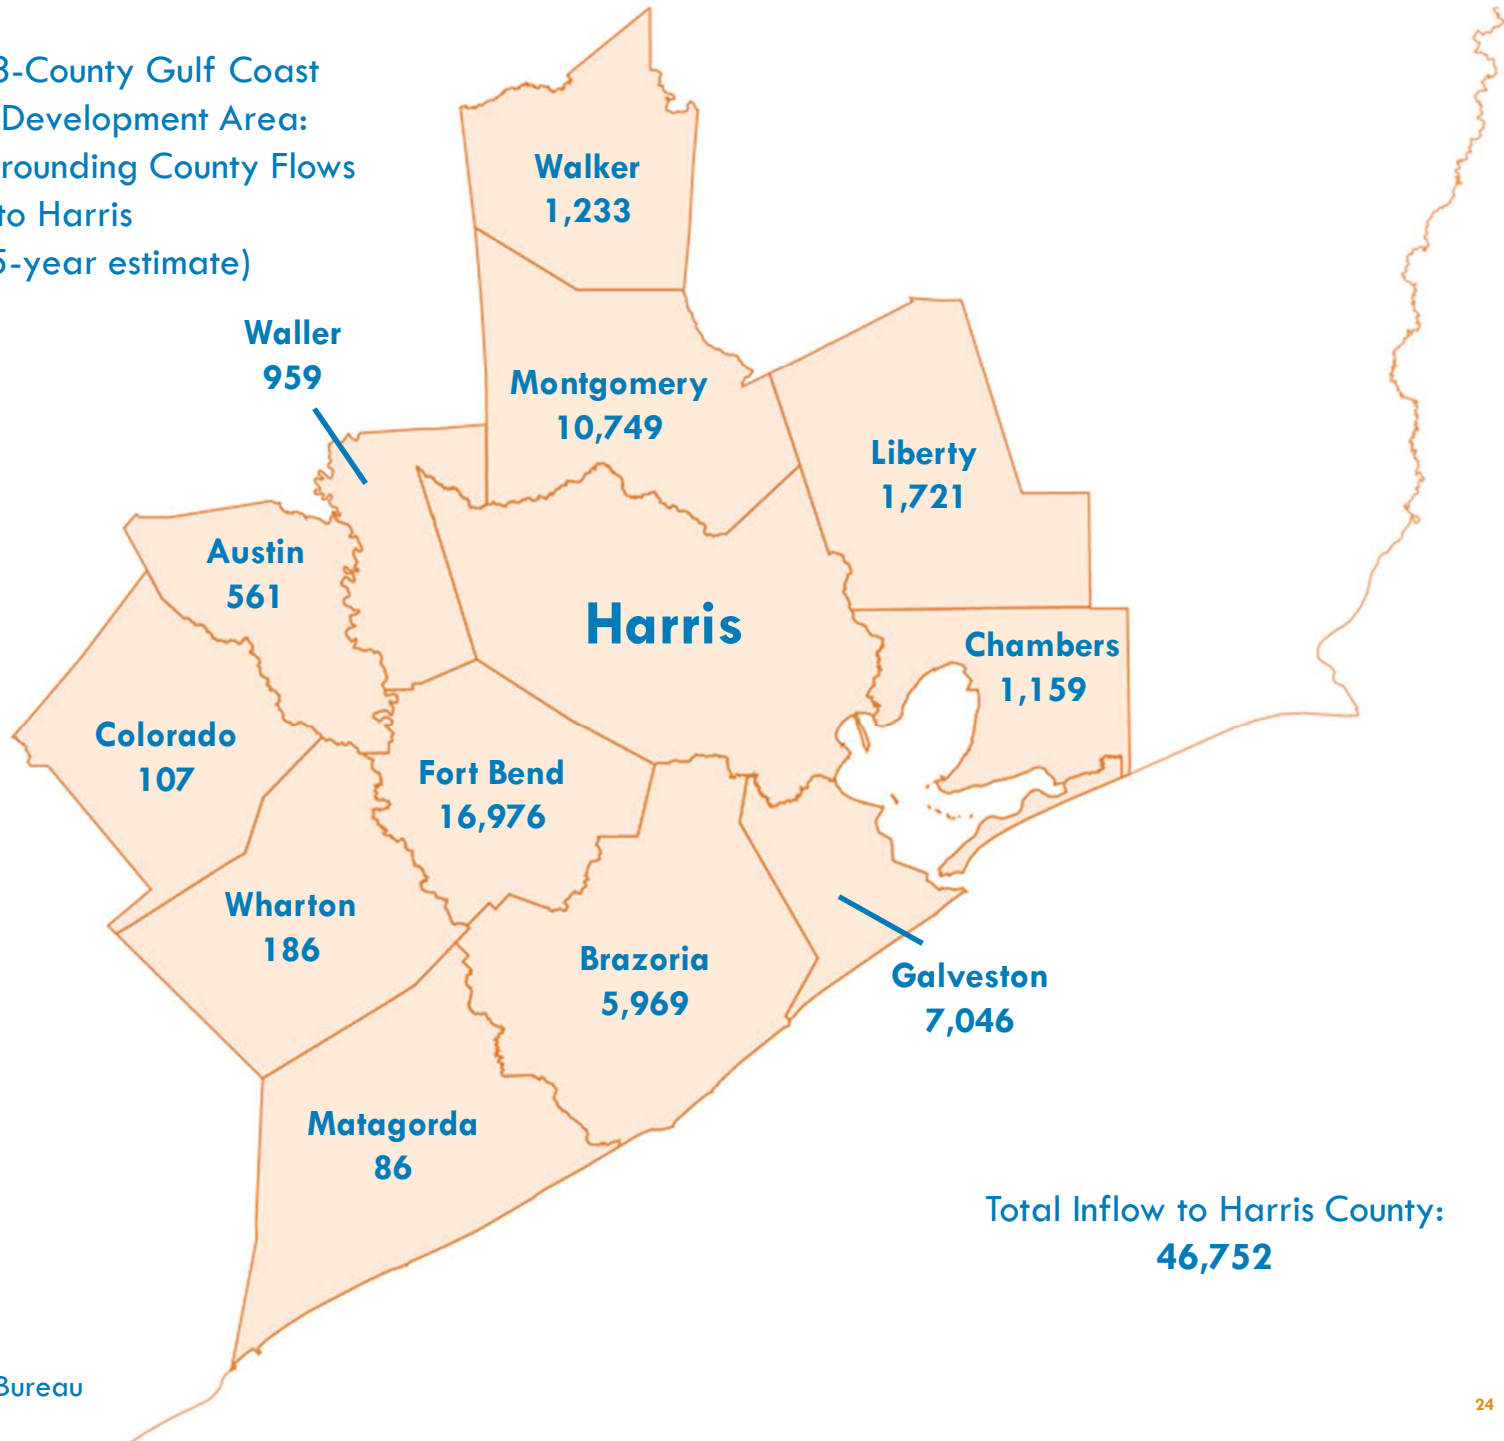 3-County Gulf Coast
Development Area:
rounding County Flows
to Harris
5-year estimate)
Walker
1,233
Waller
959
Montgomery
10,749
Liberty
1,721
Austin
561
Harris
Chambers
1,159
Colorado
107
Fort Bend
16,976
Wharton
186
Brazoria
5,969
Galveston
7,046
Matagorda
86
Total Inflow to Harris County:
46,752
Bureau
24